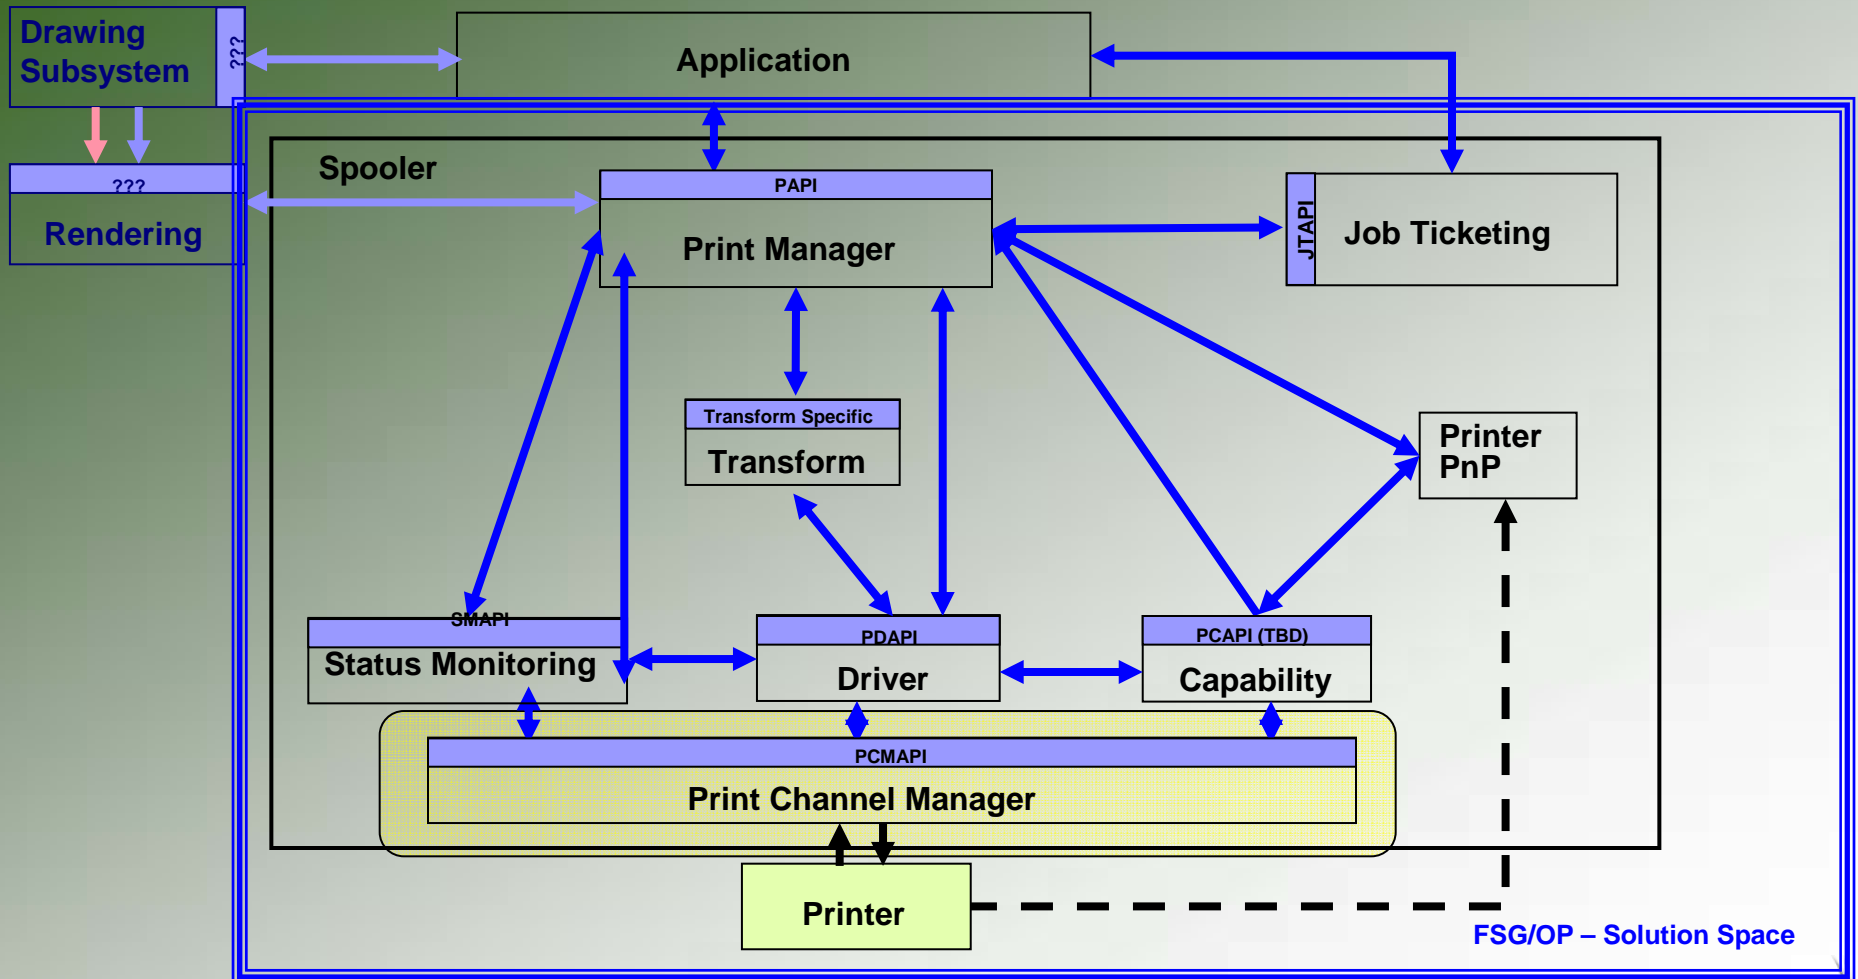 Drawing
Subsystem
???
Application
???
Rendering
Spooler
PAPI
Print Manager
JTAPI
Job Ticketing
Transform Specific
Transform
Printer
PnP
SMAPI
Status Monitoring
PDAPI
Driver
PCAPI (TBD)
Capability
PCMAPI
Print Channel Manager
Printer
FSG/OP – Solution Space